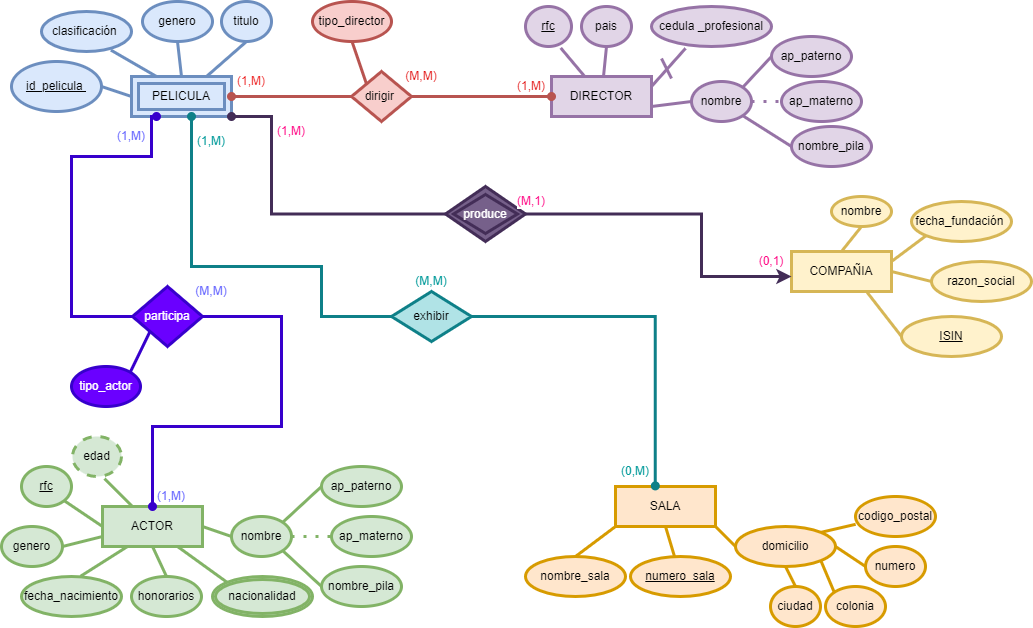 clasificación
genero
titulo
id_pelicula
PELICULA
(1,M)
tipo_director
(M,M)
dirigir
(1,M)
rfc
pais
cedula _profesional
DIRECTOR
nombre
ap_paterno
ap_materno
nombre_pila
(1,M)
(1,M)
(1,M)
produce
(M,1)
(0,1)
nombre
fecha_fundación
COMPAÑIA
razon_social
ISIN
(M,M)
participa
tipo_actor
(M,M)
exhibir
(0,M)
edad
rfc
(1,M)
ACTOR
genero
nombre
ap_paterno
ap_materno
nombre_pila
fecha_nacimiento
honorarios
nacionalidad
SALA
nombre_sala
numero_sala
domicilio
codigo_postal
numero
ciudad
colonia